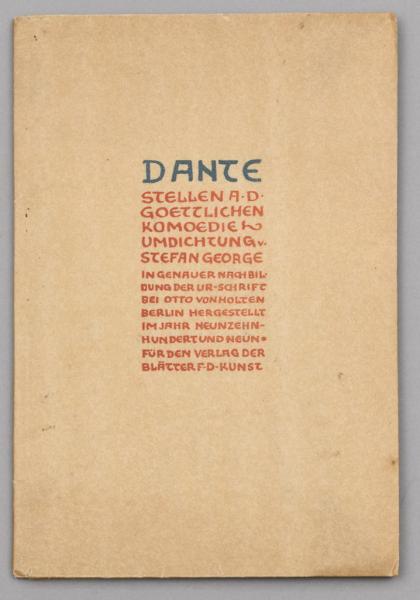 DANTE
STELLEN A·D·
GOETTLICHEN
KOMOEDIE
UMDICHTUNG V.
STEFAN GEORGE
IN GENAUER NACHBIL-
DUNG DER UR-SCHRIFT
BEI OTTO VON HOLTEN
BERLIN HERGESTELLT
IM JAHR NEUNZEHN-
HUNDERT UND NEUN•
FÜR DEN VERLAG DER
BLÄTTER F·D·KUNST